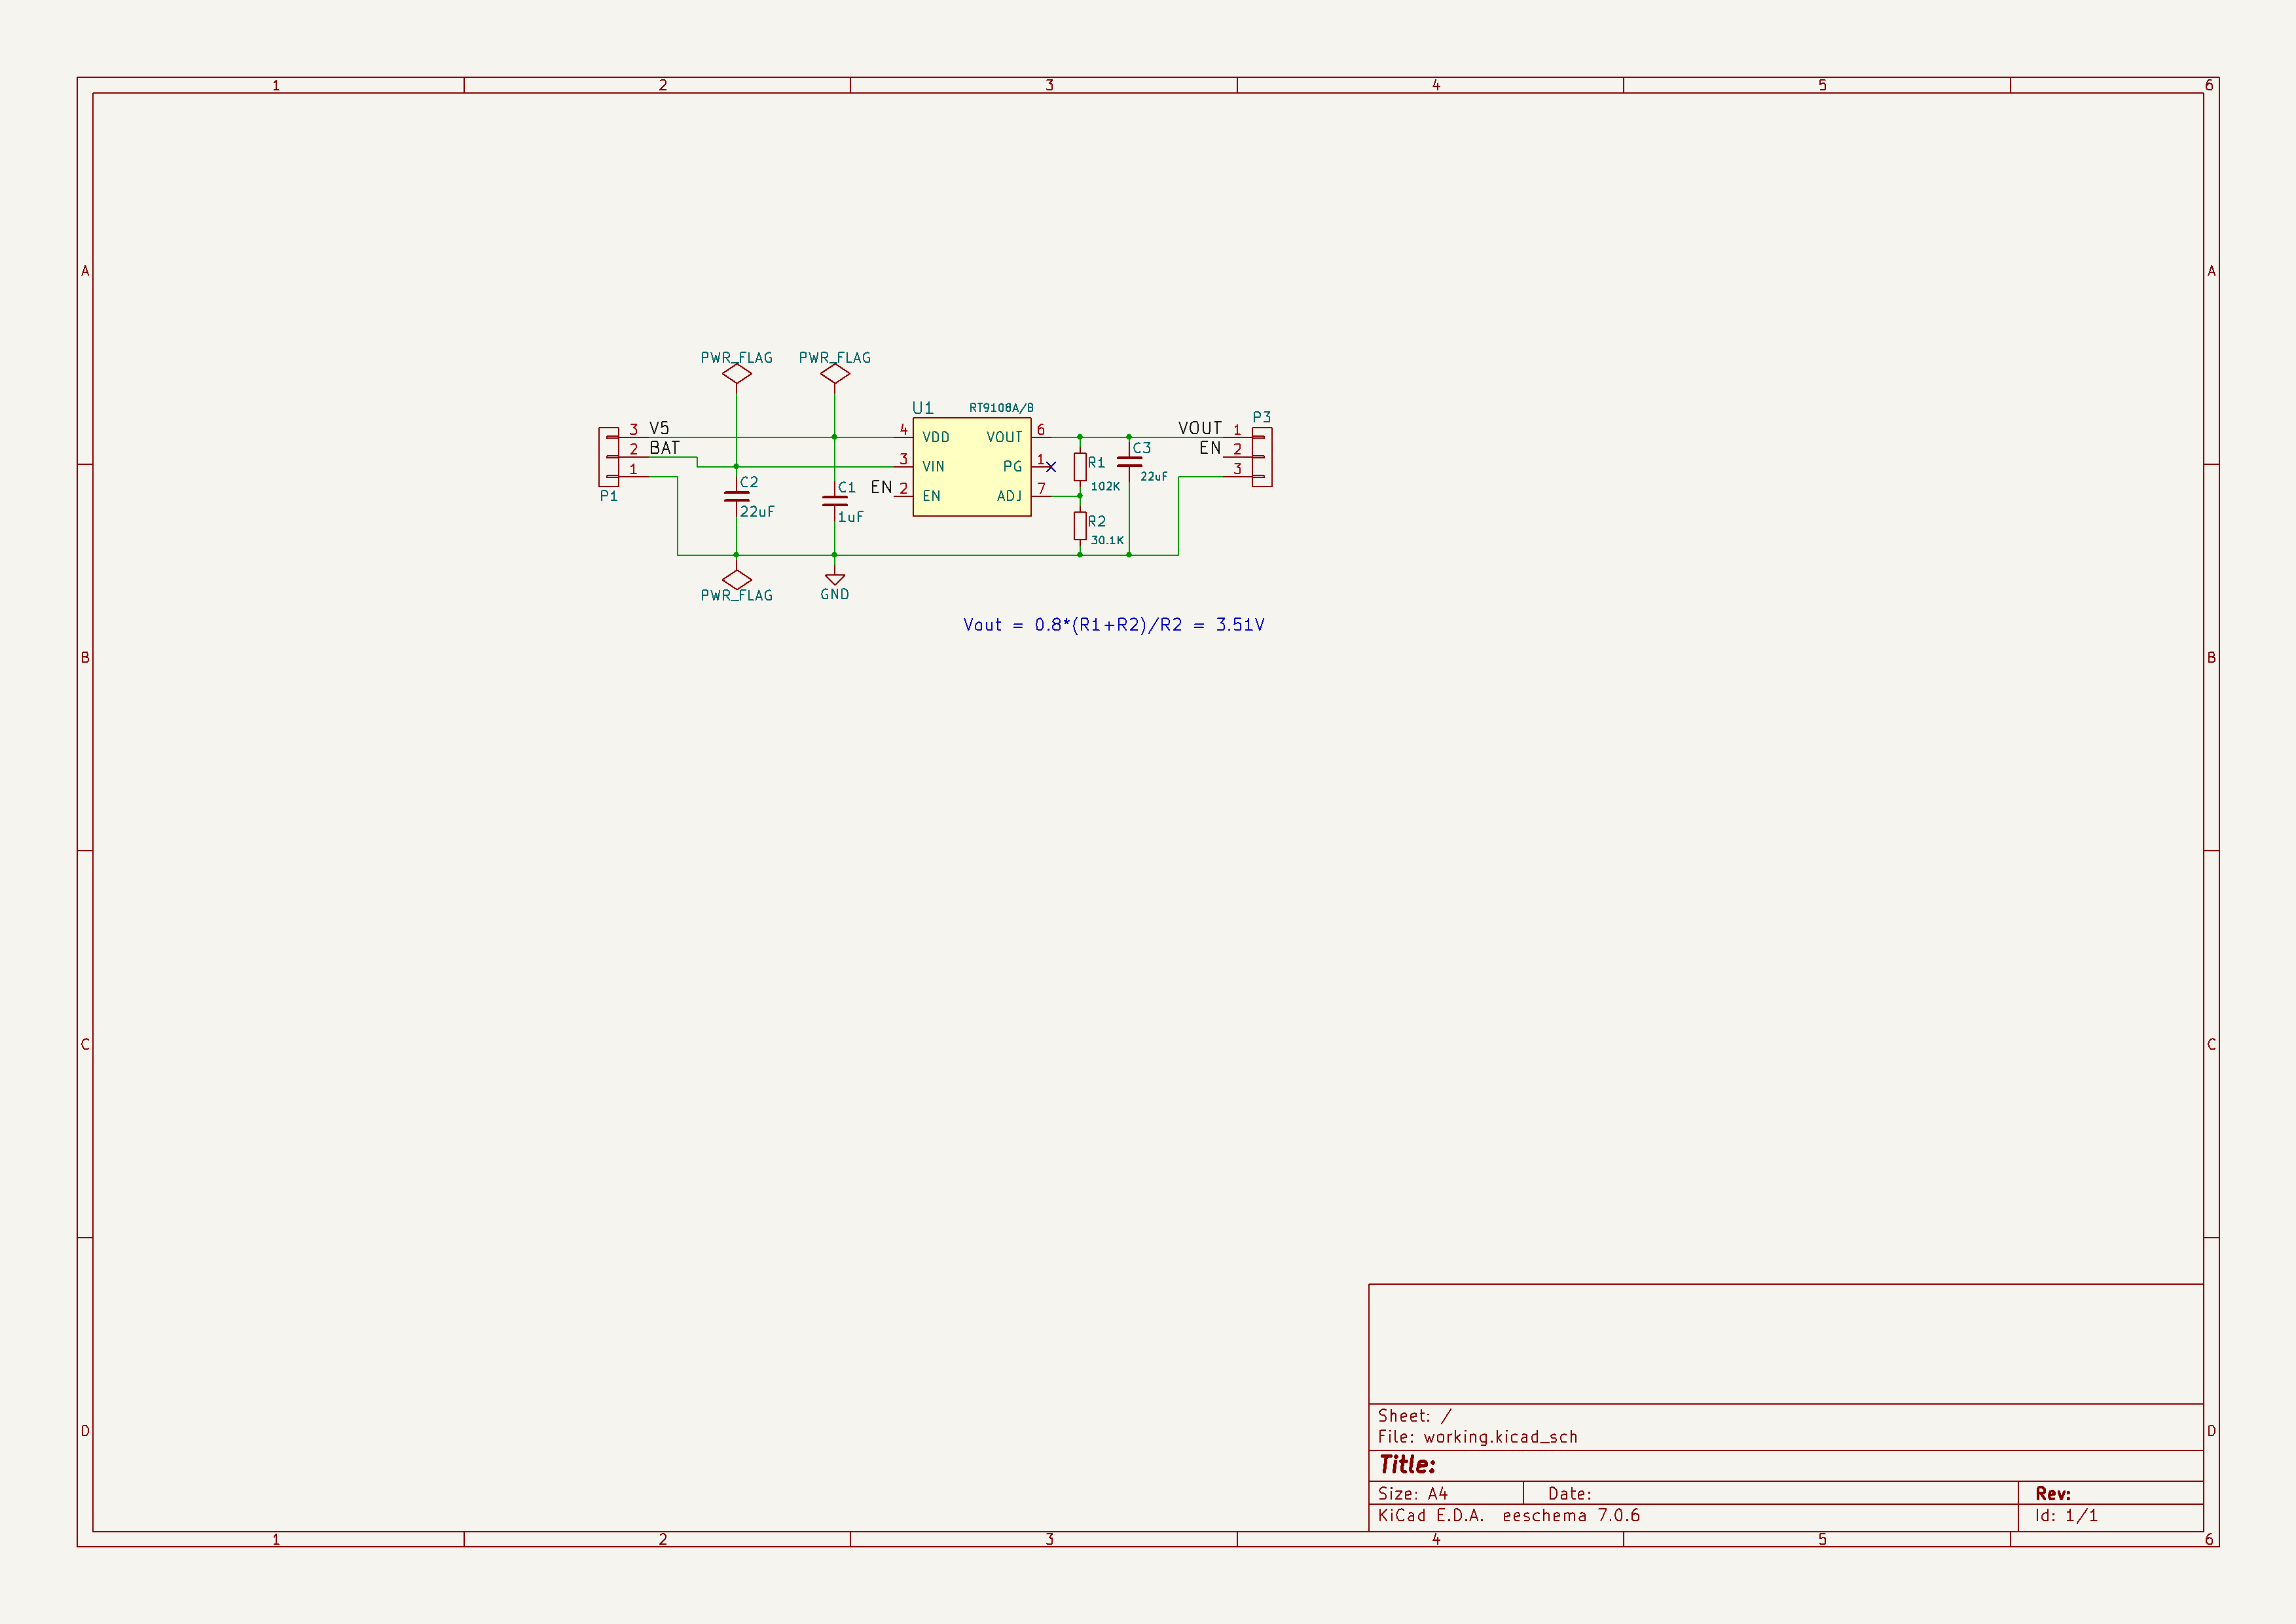 1 2 3 4 5 6
A A
PWR_FLAG PWR_FLAG
U1 RT9108A/B
P3
3 V5 4 VDD VOUT 6 VOUT 1
2 BAT EN 2
C3
3 VIN PG 1 R1
1 3
22uF
C2 C1 EN 2 EN ADJ 7 102K
P1
22uF 1uF
R2
30.1K
PWR_FLAG GND
Vout = 0.8*(R1+R2)/R2 = 3.51V
B B
C C
Sheet: /
File: working.kicad_sch
D D
Title:
Size: A4 Date: Rev:
KiCad E.D.A. eeschema 7.0.6 Id: 1/1
1 2 3 4 5 6